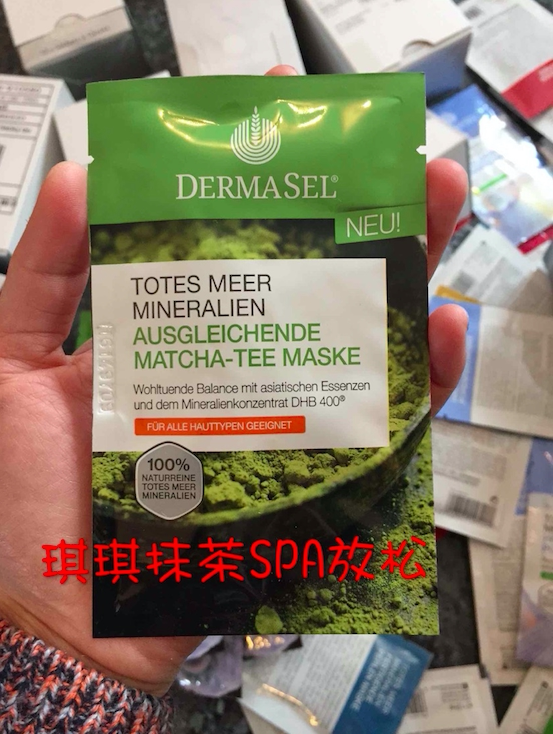 DERMASEL®
NEU!
TOTES MEER
MINERALIEN
AUSGLEICHENDE
MATCHA-TEE MASKE
Wohltuende Balance mit asiatischen Essenzen
und dem Mineralienkonzentrat DHB 400®
FÜR ALLE HAUTTYPEN GEEIGNET
100%
NATURREINE
TOTES MEER
MINERALIEN
琪琪抹茶SPA放松